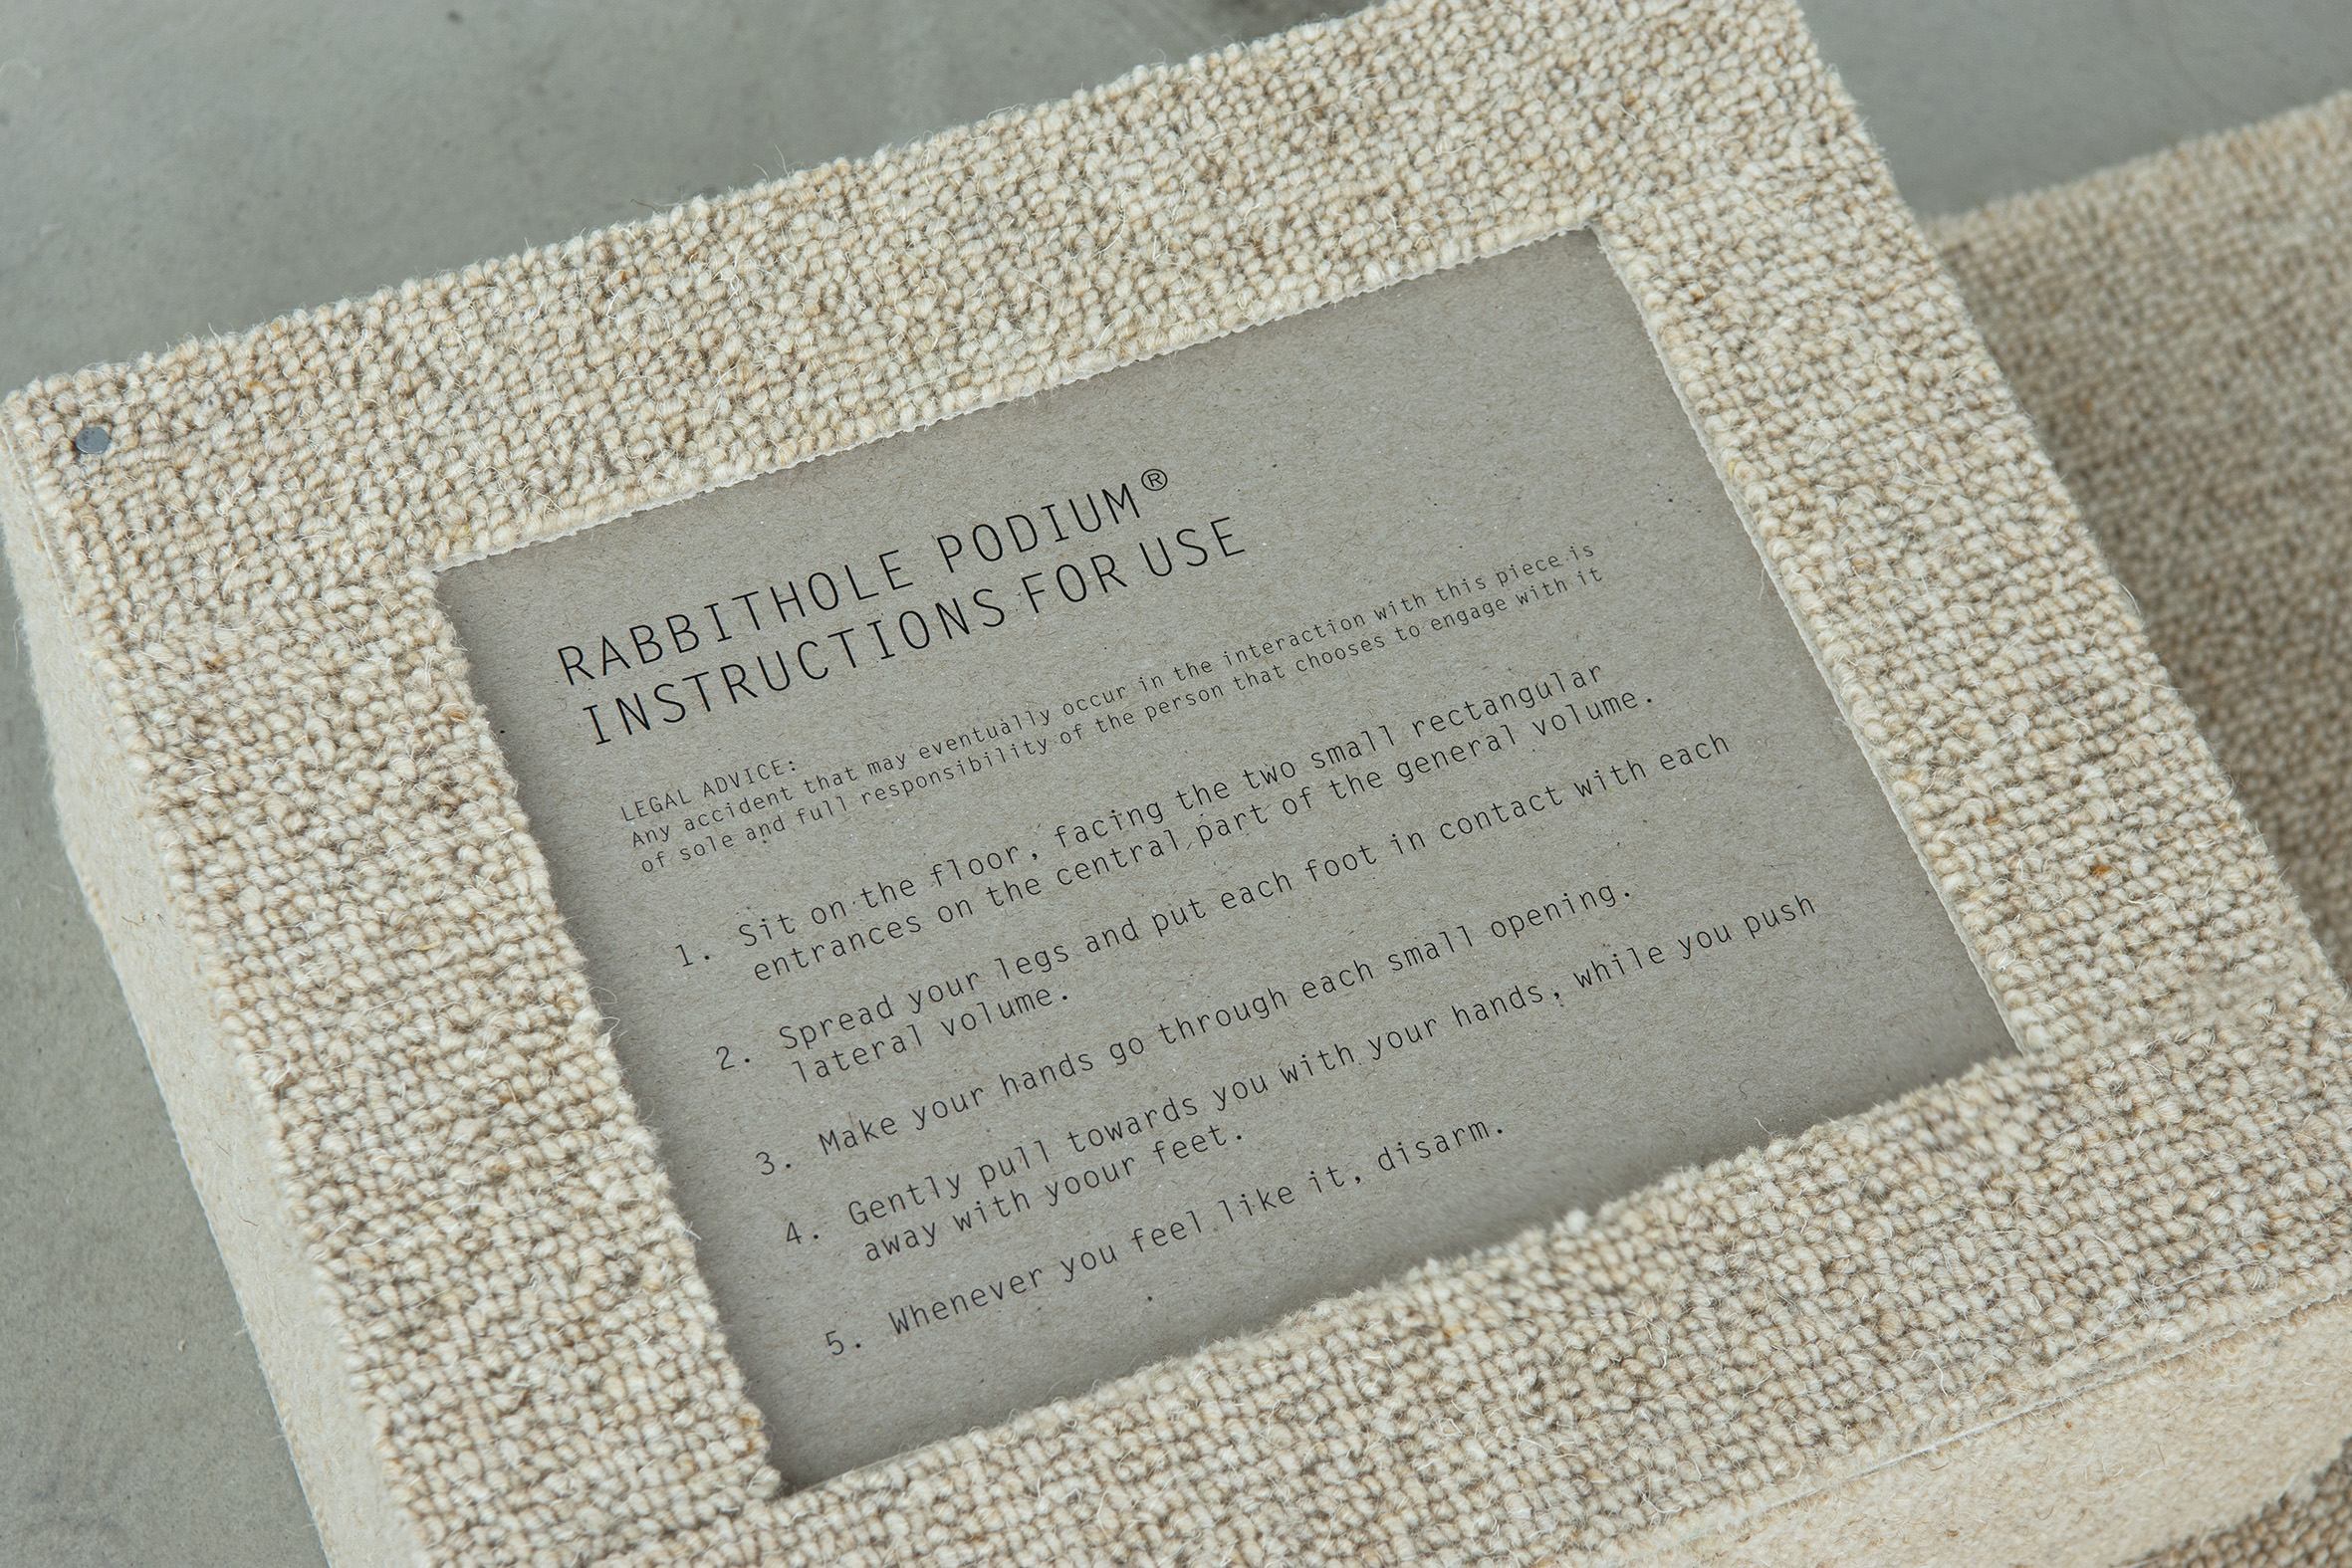 RABBITHOLE PODIUM®
INSTRUCTIONS FOR USE
LEGAL ADVICE:
Any accident that may eventually occur in the interaction with this piece is
of sole and full responsibility of the person that chooses to engage with it
1. Sit on the floor, facing the two small rectangular
entrances on the central part of the general volume.
2. Spread your legs and put each foot in contact with each
lateral volume.
3. Make your hands go through each small opening.
4. Gently pull towards you with your hands, while you push
away with yoour feet.
5. Whenever you feel like it, disarm.